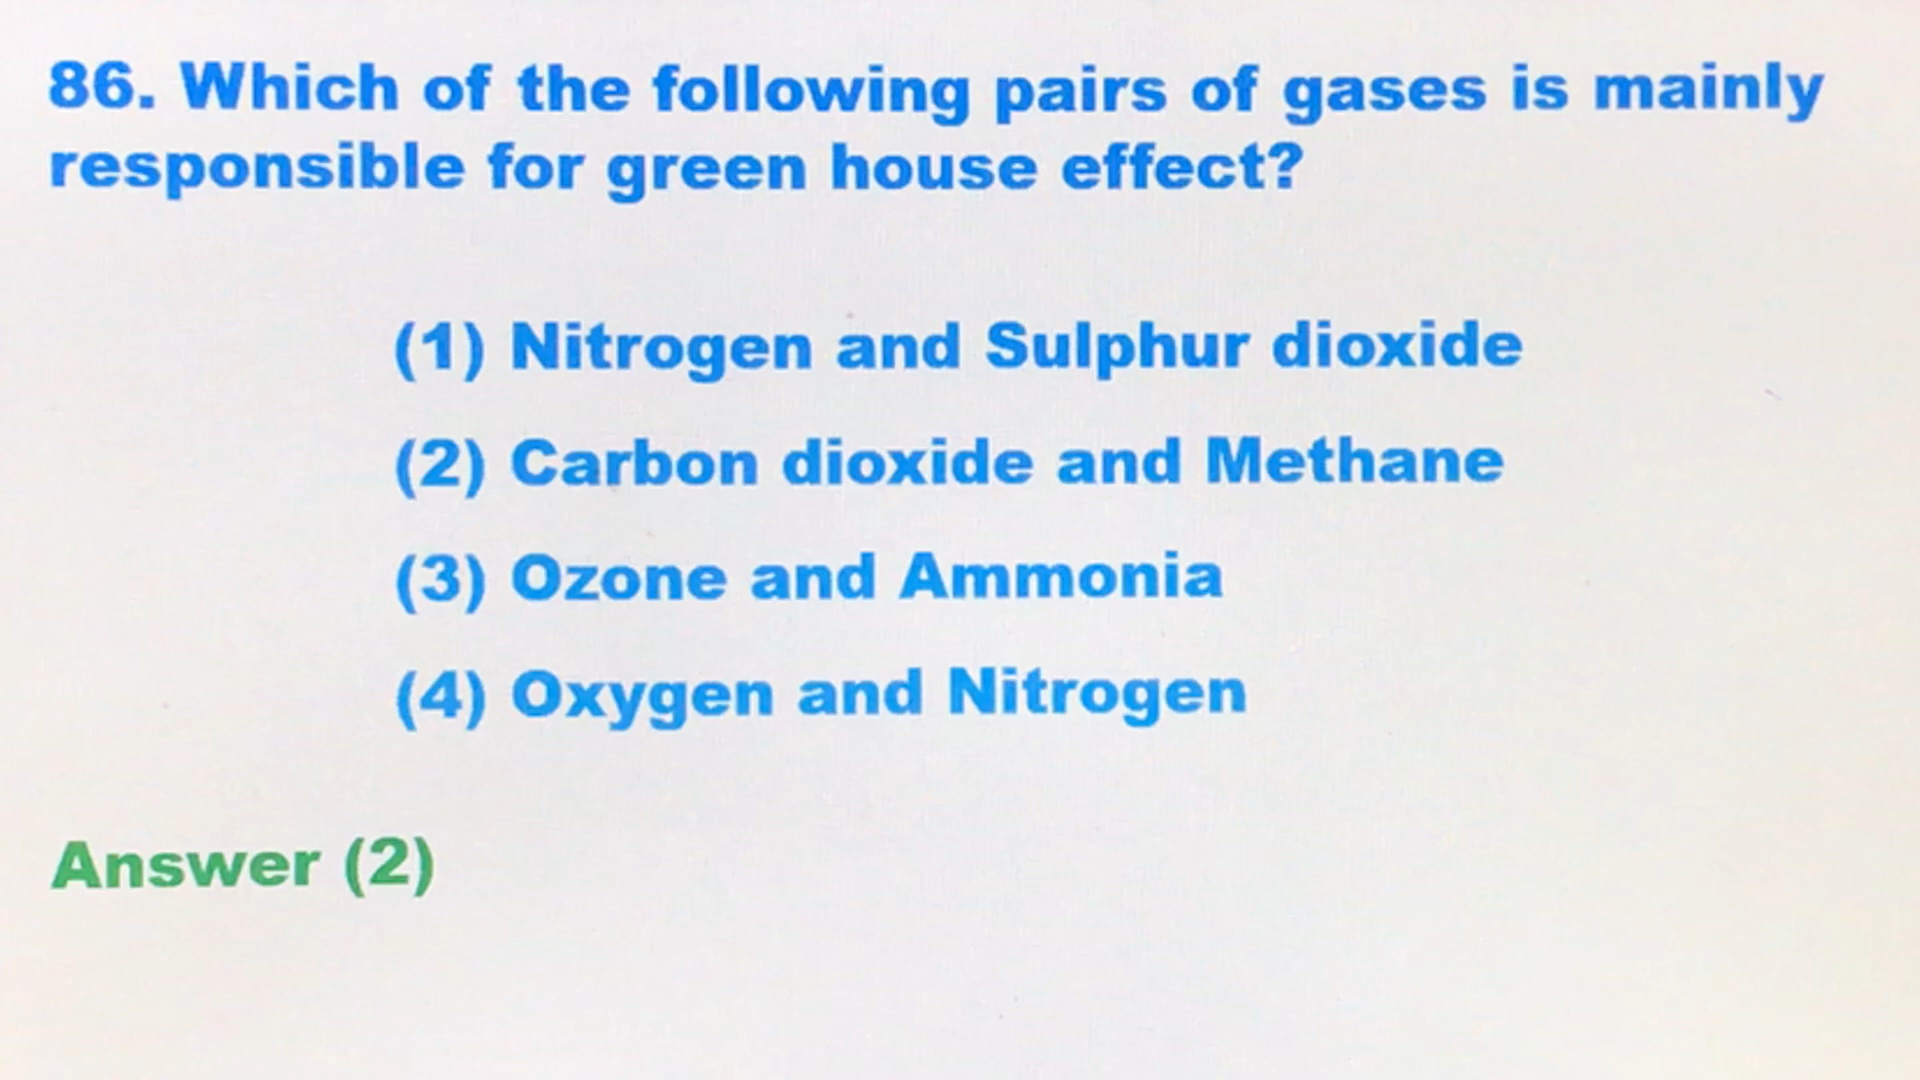 86. Which of the following pairs of gases is mainly
responsible for green house effect?
(1) Nitrogen and Sulphur dioxide
(2) Carbon dioxide and Methane
(3) Ozone and Ammonia
(4) Oxygen and Nitrogen
Answer (2)